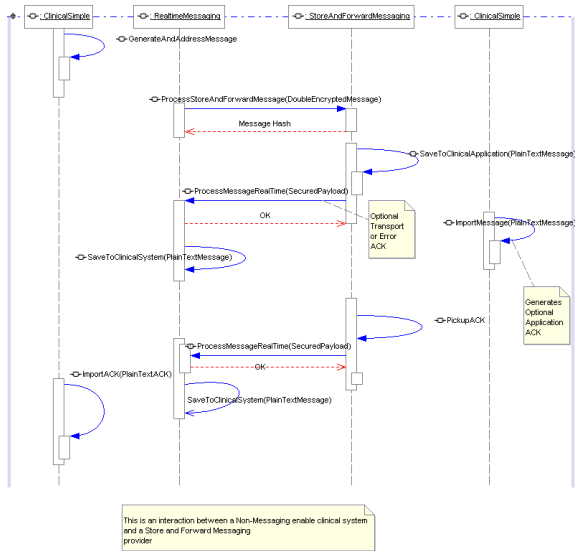 : ClinicalSimple
: RealtimeMessaging
: StoreAndForwardMessaging
: ClinicalSimple
GenerateAndAddressMessage
ProcessStoreAndForwardMessage(DoubleEncryptedMessage)
Message Hash
SaveToClinicalApplication(PlainTextMessage)
ProcessMessageRealTime(SecuredPayload)
OK
Optional
Transport
or Error
ACK
ImportMessage(PlainTextMessage)
SaveToClinicalSystem(PlainTextMessage)
Generates
Optional
Application
ACK
PickupACK
ProcessMessageRealTime(SecuredPayload)
OK
ImportACK(PlainTextACK)
SaveToClinicalSystem(PlainTextMessage)
This is an interaction between a Non-Messaging enable clinical system
and a Store and Forward Messaging
provider